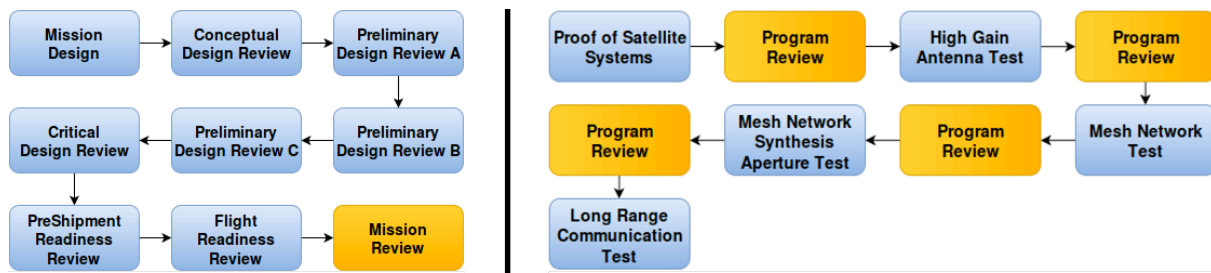 Mission
Design
Conceptual
Design Review
Preliminary
Design Review A
Critical
Design Review
Preliminary
Design Review C
Preliminary
Design Review B
PreShipment
Readiness
Review
Flight
Readiness
Review
Mission
Review
Proof of Satellite
Systems
Program
Review
High Gain
Antenna Test
Program
Review
Program
Review
Mesh Network
Synthesis
Aperture Test
Program
Review
Mesh Network
Test
Long Range
Communication
Test